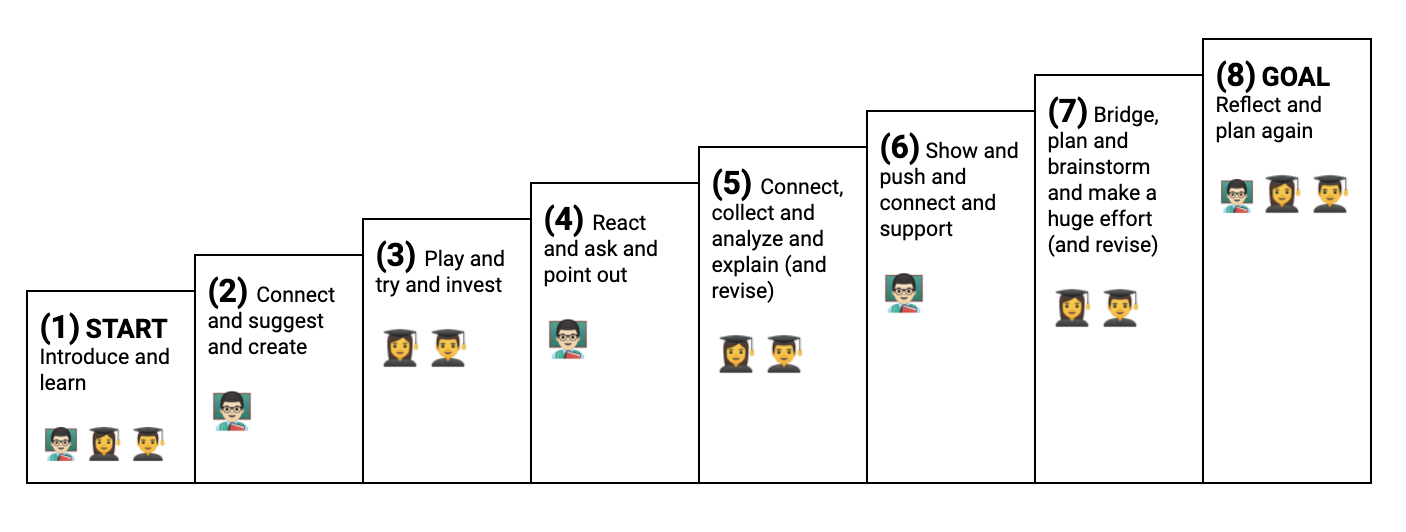 (1) START
Introduce and
learn
(2) Connect
and suggest
and create
(3) Play and
try and invest
(4) React
and ask and
point out
(5) Connect,
collect and
analyze and
explain (and
revise)
(6) Show and
push and
connect and
support
(7) Bridge,
plan and
brainstorm
and make a
huge effort
(and revise)
(8) GOAL
Reflect and
plan again